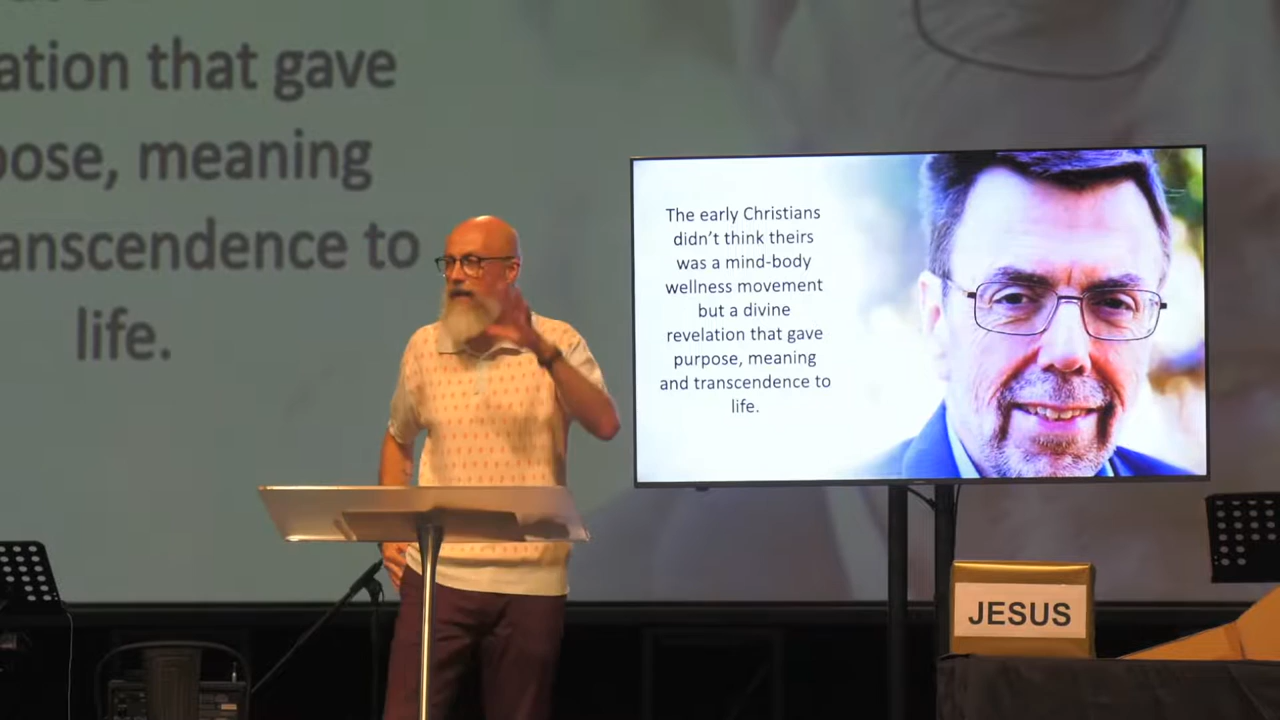 ation that gave
ose, meaning
anscendence to
life.
The early Christians
didn't think theirs
was a mind-body
wellness movement
but a divine
revelation that gave
purpose, meaning
and transcendence to
life.
JESUS